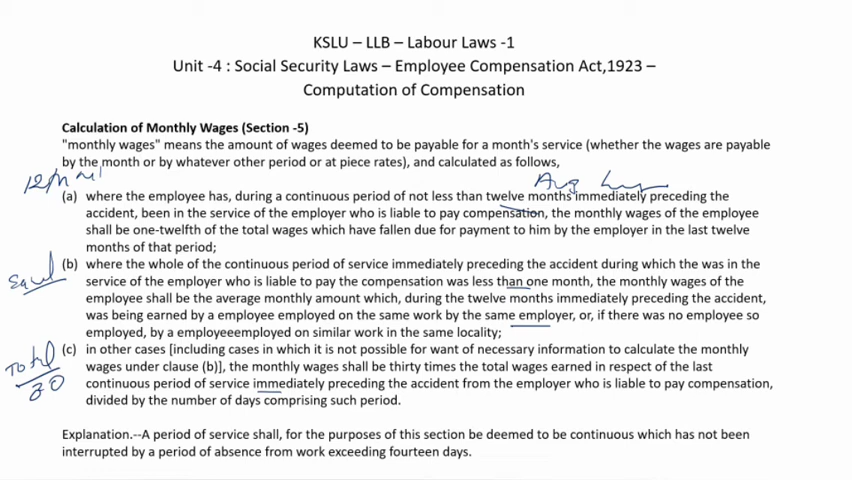 KSLU – LLB – Labour Laws -1
Unit -4 : Social Security Laws – Employee Compensation Act,1923 –
Computation of Compensation
Calculation of Monthly Wages (Section -5)
"monthly wages" means the amount of wages deemed to be payable for a month's service (whether the wages are payable
by the month or by whatever other period or at piece rates), and calculated as follows,
(a) where the employee has, during a continuous period of not less than twelve months immediately preceding the
accident, been in the service of the employer who is liable to pay compensation, the monthly wages of the employee
shall be one-twelfth of the total wages which have fallen due for payment to him by the employer in the last twelve
months of that period;
(b) where the whole of the continuous period of service immediately preceding the accident during which the was in the
service of the employer who is liable to pay the compensation was less than one month, the monthly wages of the
employee shall be the average monthly amount which, during the twelve months immediately preceding the accident,
was being earned by a employee employed on the same work by the same employer, or, if there was no employee so
employed, by a employeeemployed on similar work in the same locality;
Total
30
(c) in other cases [including cases in which it is not possible for want of necessary information to calculate the monthly
wages under clause (b)], the monthly wages shall be thirty times the total wages earned in respect of the last
continuous period of service immediately preceding the accident from the employer who is liable to pay compensation,
divided by the number of days comprising such period.
Explanation.--A period of service shall, for the purposes of this section be deemed to be continuous which has not been
interrupted by a period of absence from work exceeding fourteen days.